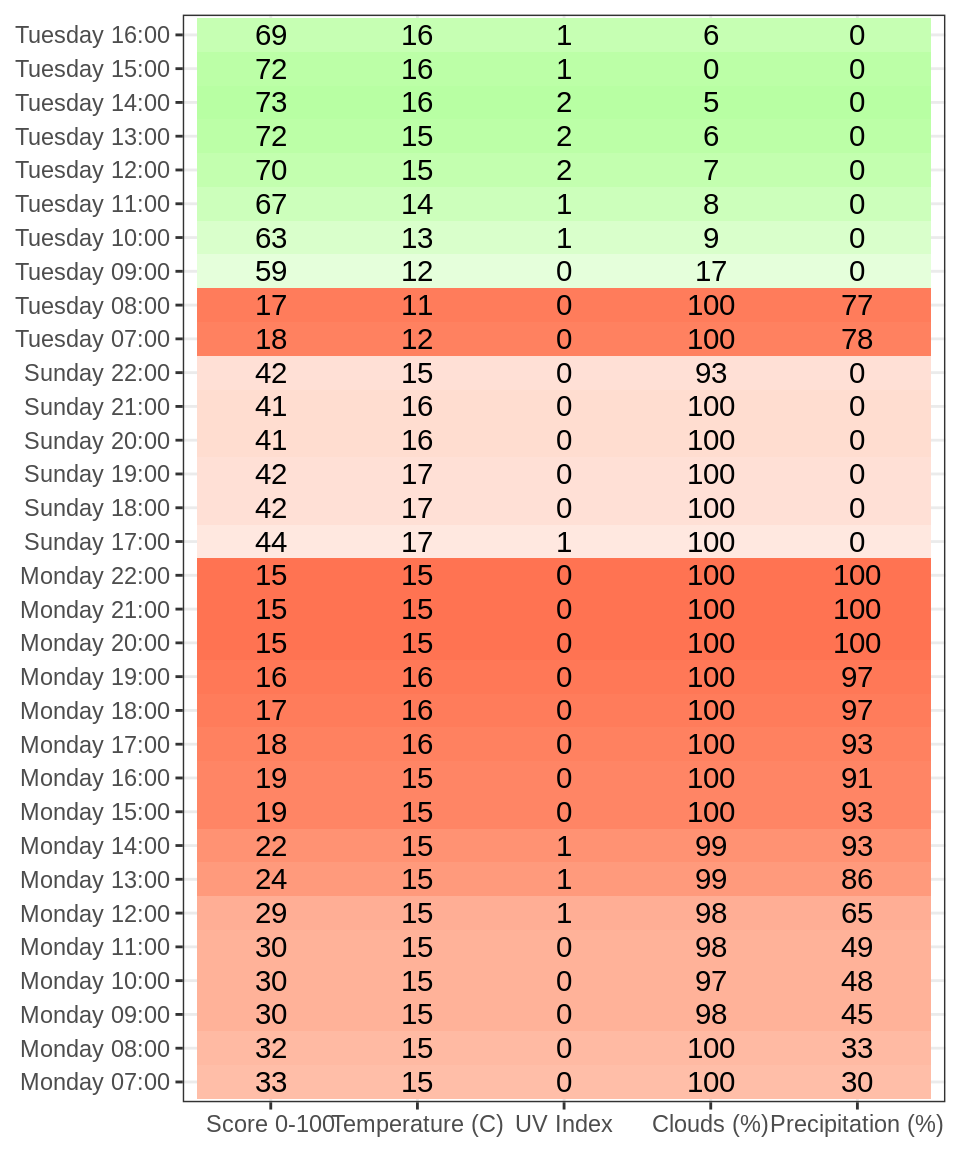 Tuesday 16:00 69 16 1 6 0
Tuesday 15:00 72 16 1 0 0
Tuesday 14:00 73 16 2 5 0
Tuesday 13:00 72 15 2 6 0
Tuesday 12:00 70 15 2 7 0
Tuesday 11:00 67 14 1 8 0
Tuesday 10:00 63 13 1 9 0
Tuesday 09:00 59 12 0 17 0
Tuesday 08:00 17 11 0 100 77
Tuesday 07:00 18 12 0 100 78
Sunday 22:00 42 15 0 93 0
Sunday 21:00 41 16 0 100 0
Sunday 20:00 41 16 0 100 0
Sunday 19:00 42 17 0 100 0
Sunday 18:00 42 17 0 100 0
Sunday 17:00 44 17 1 100 0
Monday 22:00 15 15 0 100 100
Monday 21:00 15 15 0 100 100
Monday 20:00 15 15 0 100 100
Monday 19:00 16 16 0 100 97
Monday 18:00 17 16 0 100 97
Monday 17:00 18 16 0 100 93
Monday 16:00 19 15 0 100 91
Monday 15:00 19 15 0 100 93
Monday 14:00 22 15 1 99 93
Monday 13:00 24 15 1 99 86
Monday 12:00 29 15 1 98 65
Monday 11:00 30 15 0 98 49
Monday 10:00 30 15 0 97 48
Monday 09:00 30 15 0 98 45
Monday 08:00 32 15 0 100 33
Monday 07:00 33 15 0 100 30
Score 0-100 Temperature (C) UV Index Clouds (%) Precipitation (%)